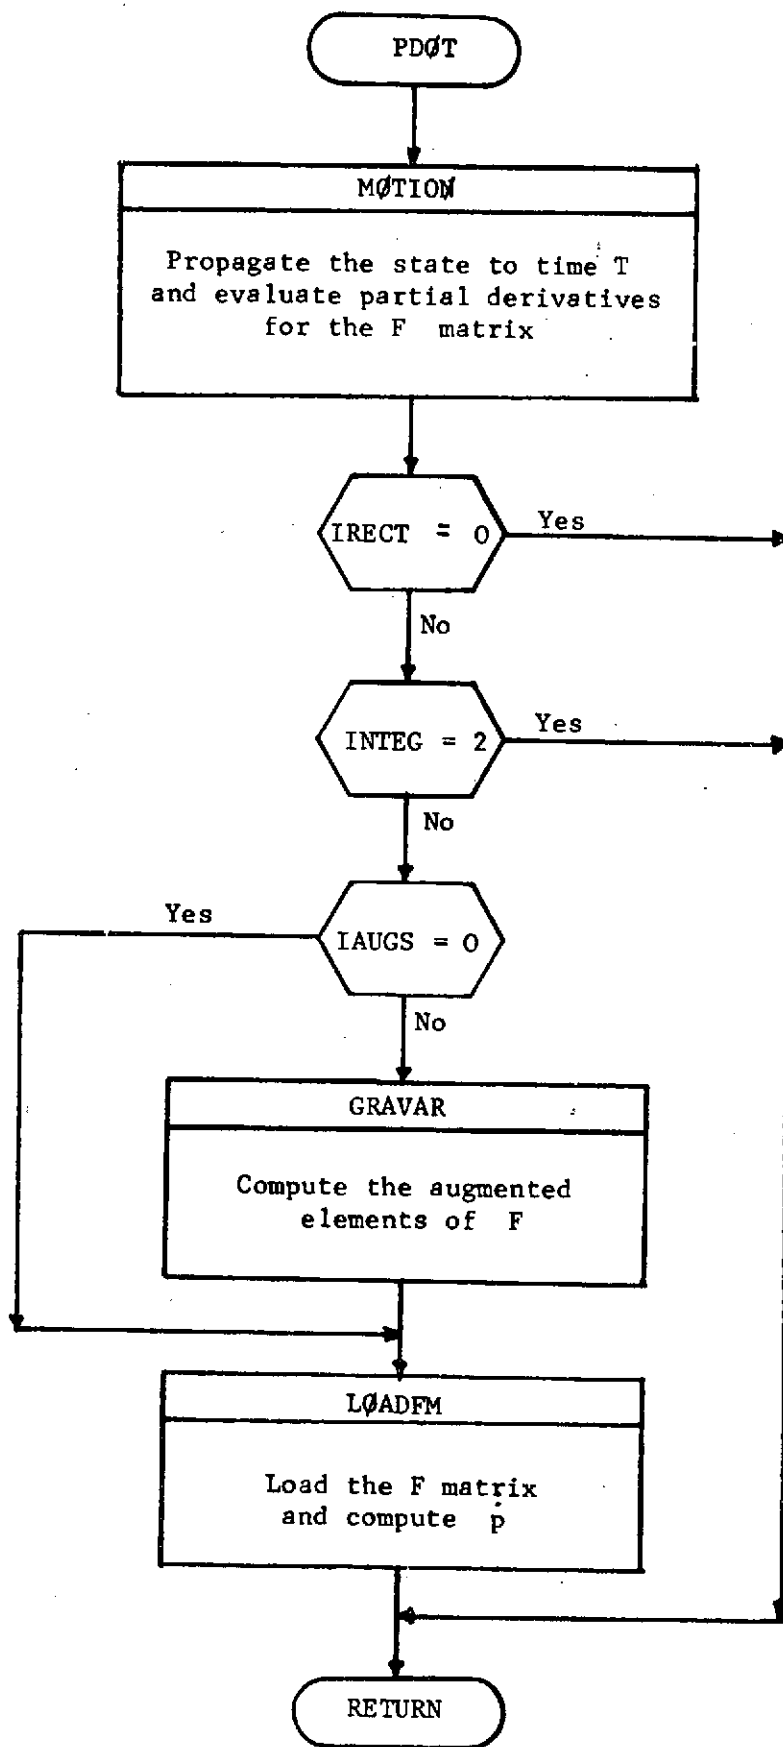 PDØT
MØTION
Propagate the state to time T
and evaluate partial derivatives
for the F matrix
IRECT = 0
Yes
No
INTEG = 2
Yes
No
Yes
IAUGS = 0
No
GRAVAR
Compute the augmented
elements of F
LØADFM
Load the F matrix
and compute ṗ
RETURN